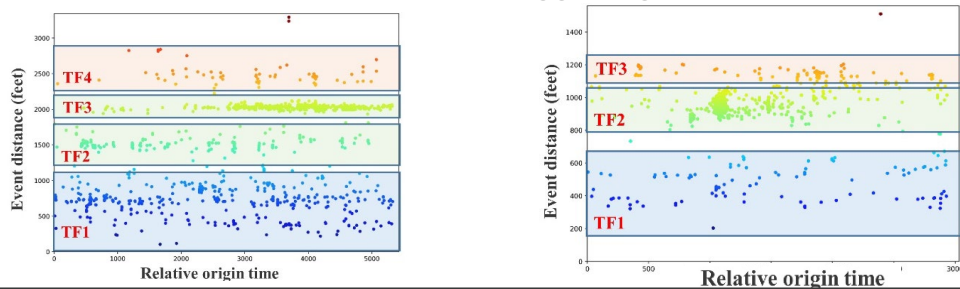 3000
TF4
2500
TF3
2000
TF2
1500
1000
500
TF1
0
0 1000 2000 3000 4000 5000
Event distance (feet)
Relative origin time
1400
TF3
1200
1000
TF2
800
600
400
TF1
200
0
0 500 3000
Event distance (feet)
Relative origin time